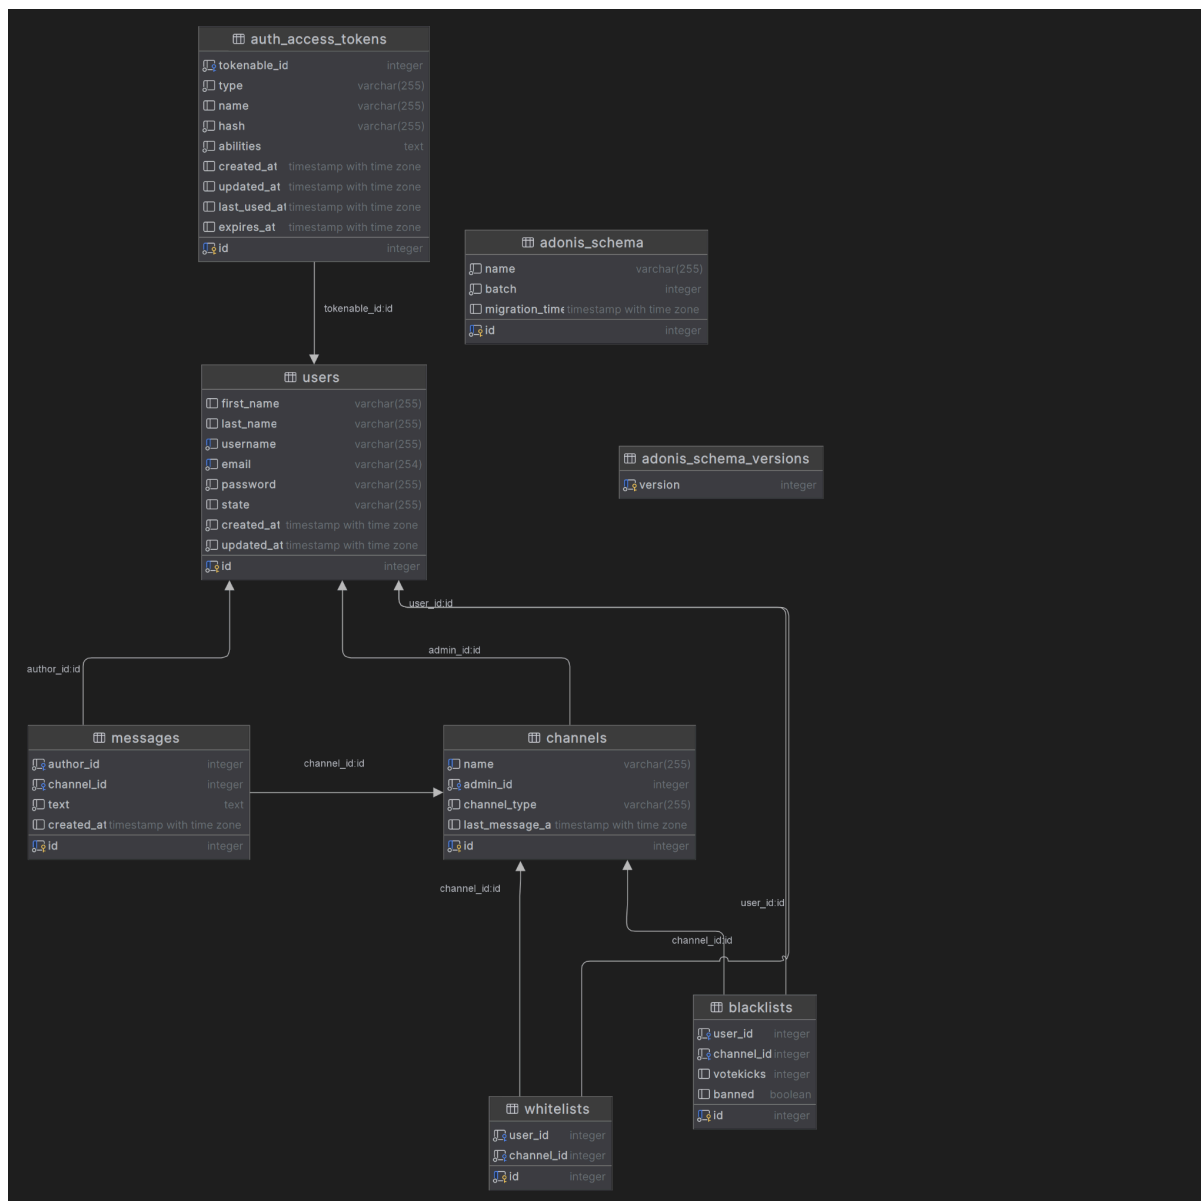 auth_access_tokens
tokenable_id integer
type varchar(255)
name varchar(255)
hash varchar(255)
abilities text
created_at timestamp with time zone
updated_at timestamp with time zone
last_used_at timestamp with time zone
expires_at timestamp with time zone
id integer
adonis_schema
name varchar(255)
batch integer
migration_time timestamp with time zone
id integer
tokenable_id:id
users
first_name varchar(255)
last_name varchar(255)
username varchar(255)
email varchar(254)
password varchar(255)
state varchar(255)
created_at timestamp with time zone
updated_at timestamp with time zone
id integer
adonis_schema_versions
version integer
user_id:id
admin_id:id
author_id:id
messages
author_id integer
channel_id integer
text text
created_at timestamp with time zone
id integer
channel_id:id
channels
name varchar(255)
admin_id integer
channel_type varchar(255)
last_message_a timestamp with time zone
id integer
channel_id:id
user_id:id
channel_id:id
blacklists
user_id integer
channel_id integer
votekicks integer
banned boolean
id integer
whitelists
user_id integer
channel_id integer
id integer